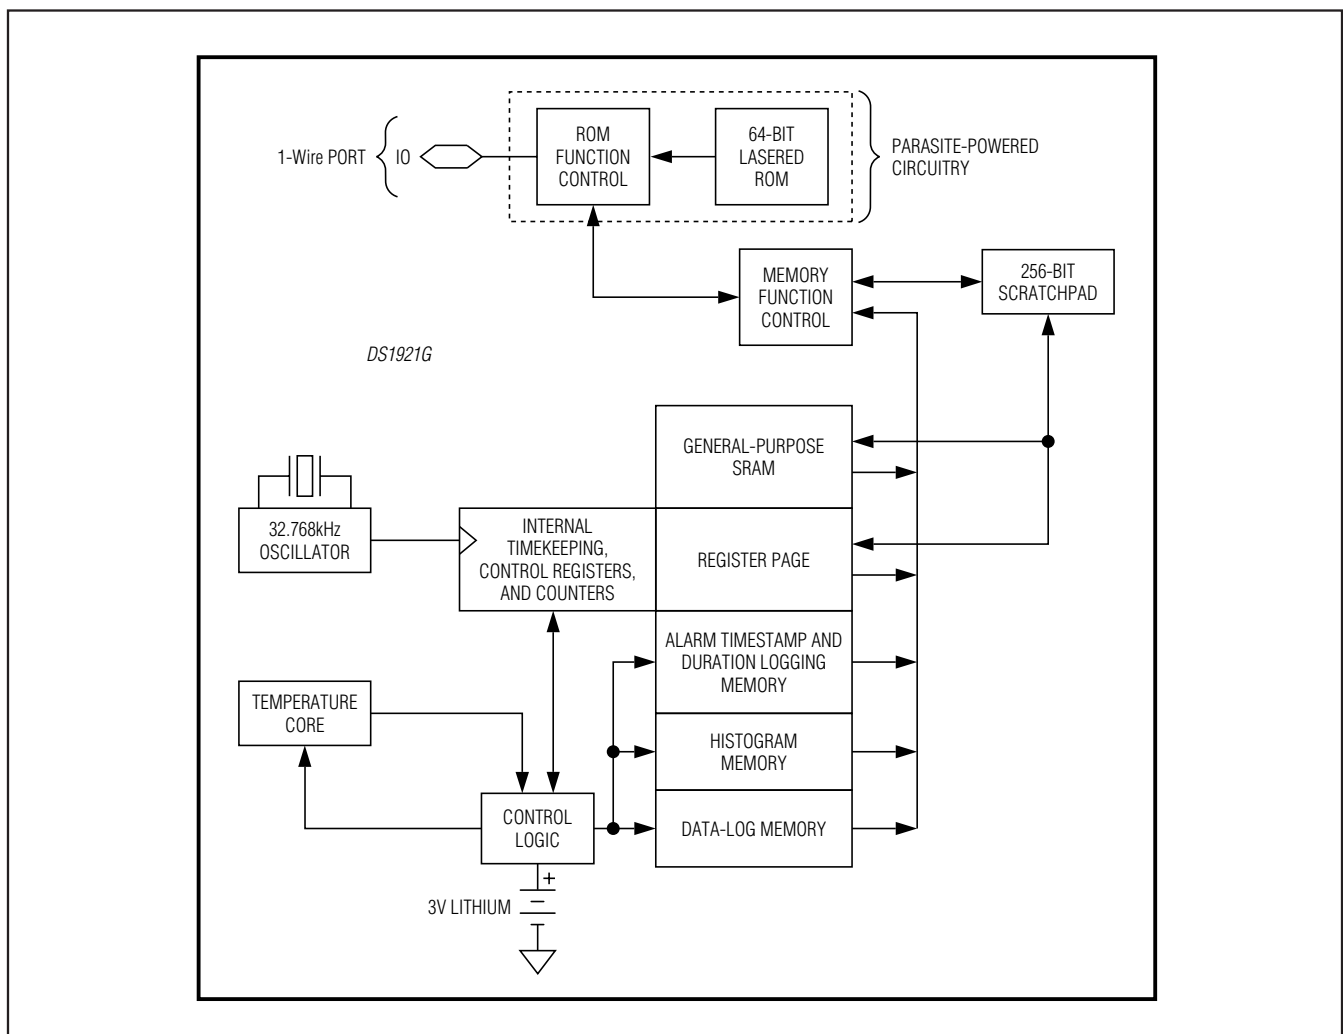 1-Wire PORT
IO
ROM
FUNCTION
CONTROL
64-BIT
LASERED
ROM
PARASITE-POWERED
CIRCUITRY
MEMORY
FUNCTION
CONTROL
256-BIT
SCRATCHPAD
DS1921G
GENERAL-PURPOSE
SRAM
32.768kHz
OSCILLATOR
INTERNAL
TIMEKEEPING,
CONTROL REGISTERS,
AND COUNTERS
REGISTER PAGE
ALARM TIMESTAMP AND
DURATION LOGGING
MEMORY
TEMPERATURE
CORE
HISTOGRAM
MEMORY
CONTROL
LOGIC
DATA-LOG MEMORY
+
3V LITHIUM